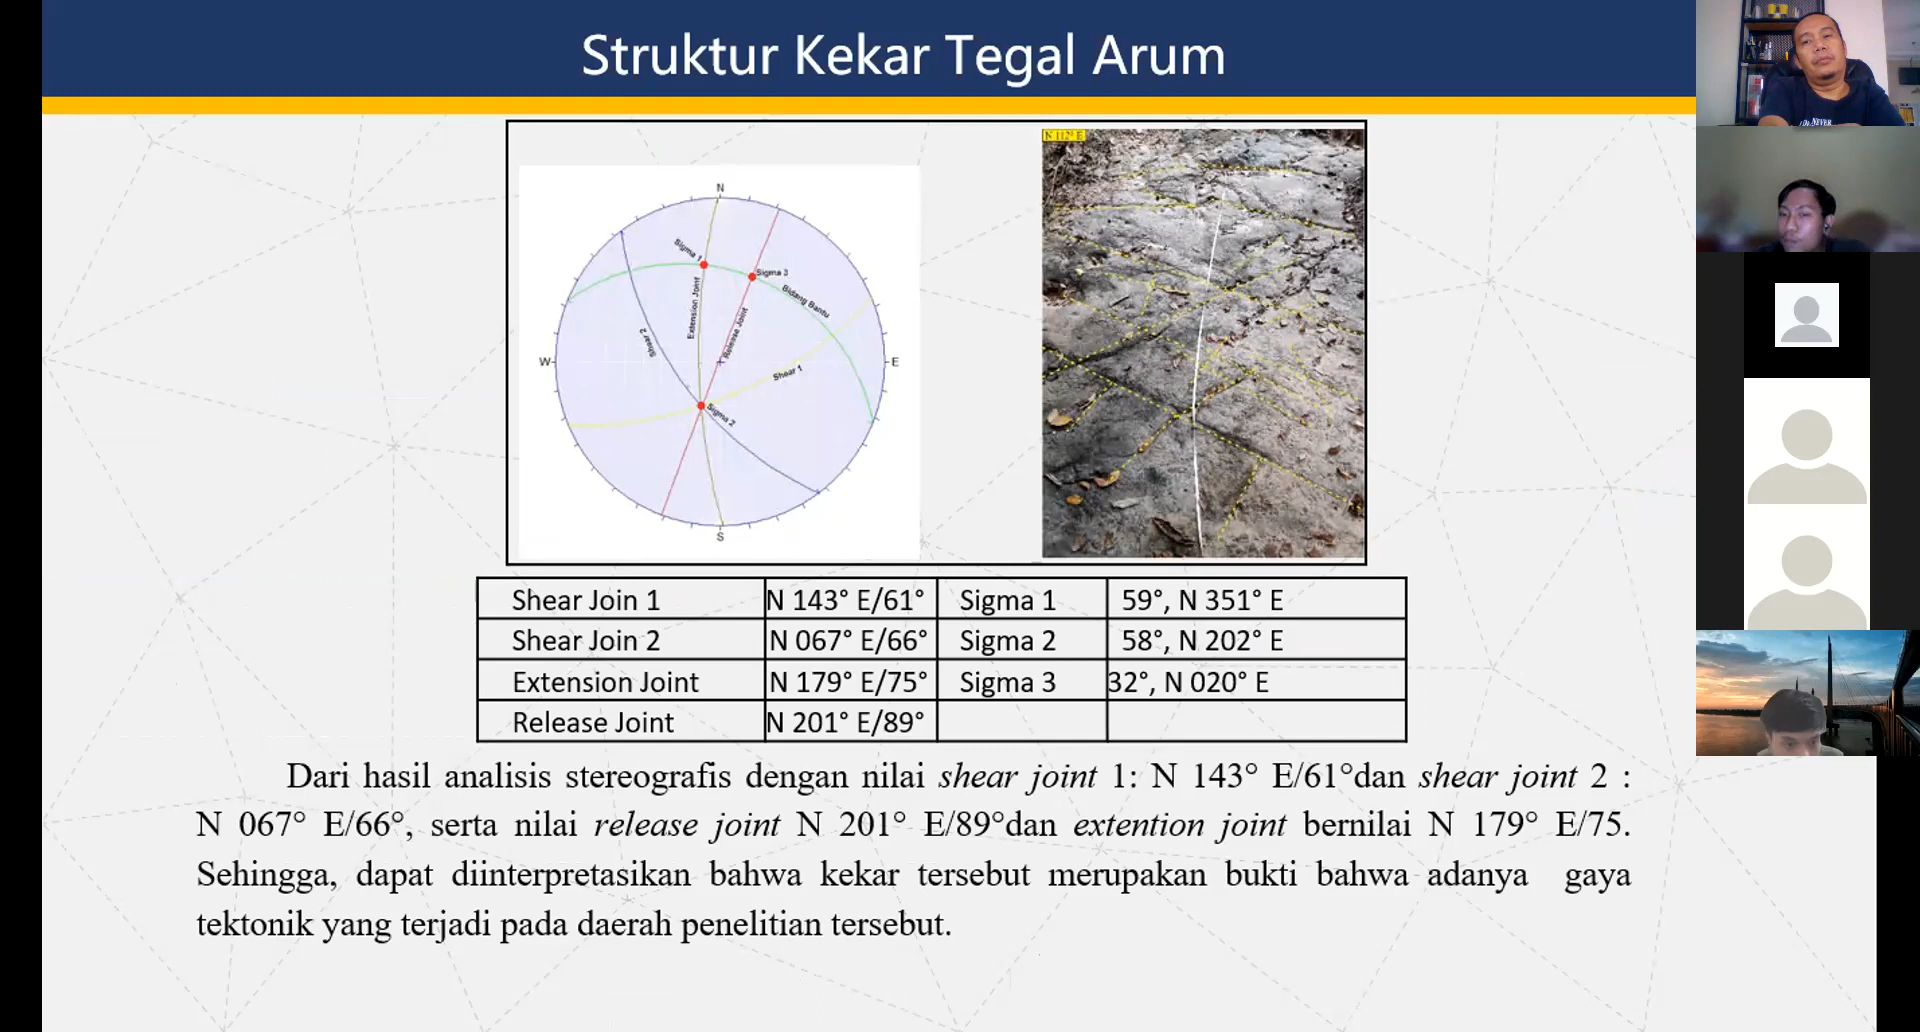 Struktur Kekar Tegal Arum
N
Sigma 1
Sigma 3
Bidang Bantu
Extension Joint
Release Joint
Shear 2
W
E
Shear 1
Sigma 2
S
Shear Join 1 N 143° E/61° Sigma 1 59°, N 351° E
Shear Join 2 N 067° E/66° Sigma 2 58°, N 202° E
Extension Joint N 179° E/75° Sigma 3 32°, N 020° E
Release Joint N 201° E/89°
Dari hasil analisis stereografis dengan nilai shear joint 1: N 143° E/61°dan shear joint 2 :
N 067° E/66°, serta nilai release joint N 201° E/89°dan extention joint bernilai N 179° E/75.
Sehingga, dapat diinterpretasikan bahwa kekar tersebut merupakan bukti bahwa adanya gaya
tektonik yang terjadi pada daerah penelitian tersebut.
NEVER